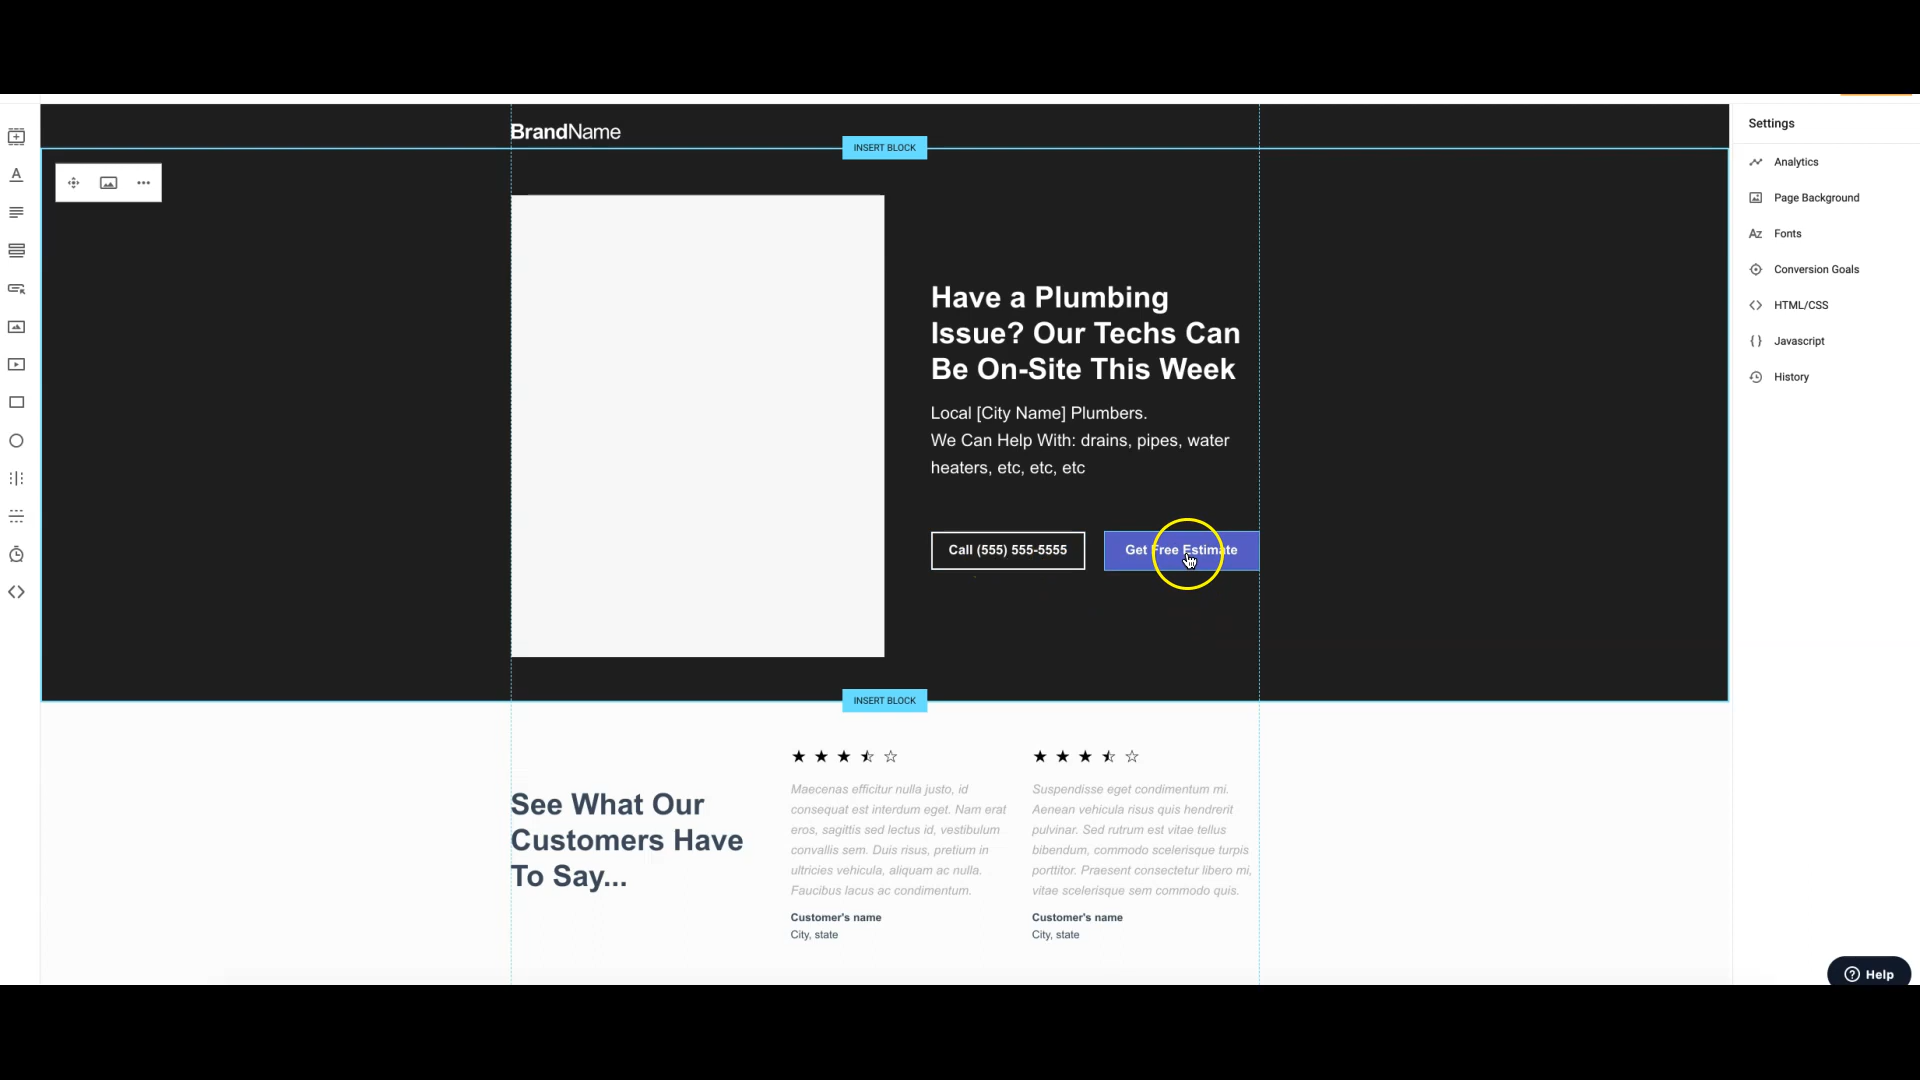 BrandName
INSERT BLOCK
Have a Plumbing
Issue? Our Techs Can
Be On-Site This Week
Local [City Name] Plumbers.
We Can Help With: drains, pipes, water
heaters, etc, etc, etc
Call (555) 555-5555
Get Free Estimate
INSERT BLOCK
See What Our
Customers Have
To Say...
Maecenas efficitur nulla justo, id
consequat est interdum eget. Nam erat
eros, sagittis sed lectus id, vestibulum
convallis sem. Duis risus, pretium in
ultricies vehicula, aliquam ac nulla.
Faucibus lacus ac condimentum.
Customer's name
City, state
Suspendisse eget condimentum mi.
Aenean vehicula risus quis hendrerit
pulvinar. Sed rutrum est vitae tellus
bibendum, commodo scelerisque turpis
porttitor. Praesent consectetur libero mi,
vitae scelerisque sem commodo quis.
Customer's name
City, state
Settings
Analytics
Page Background
Fonts
Conversion Goals
HTML/CSS
Javascript
History
Help